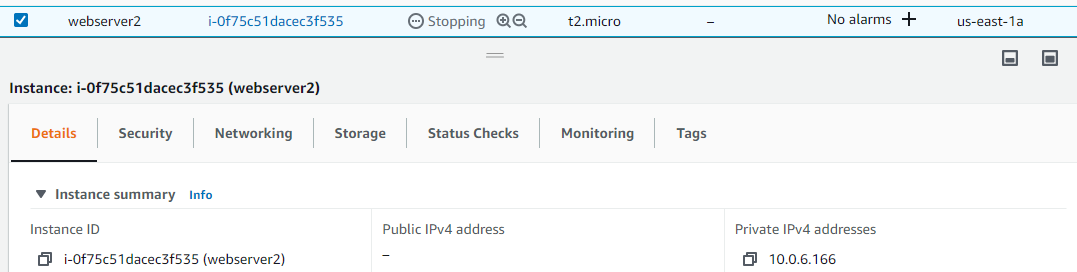 webserver2 i-0f75c51dacec3f535 Stopping t2.micro – No alarms + us-east-1a
Instance: i-0f75c51dacec3f535 (webserver2)
Details Security Networking Storage Status Checks Monitoring Tags
Instance summary Info
Instance ID Public IPv4 address Private IPv4 addresses
i-0f75c51dacec3f535 (webserver2) – 10.0.6.166